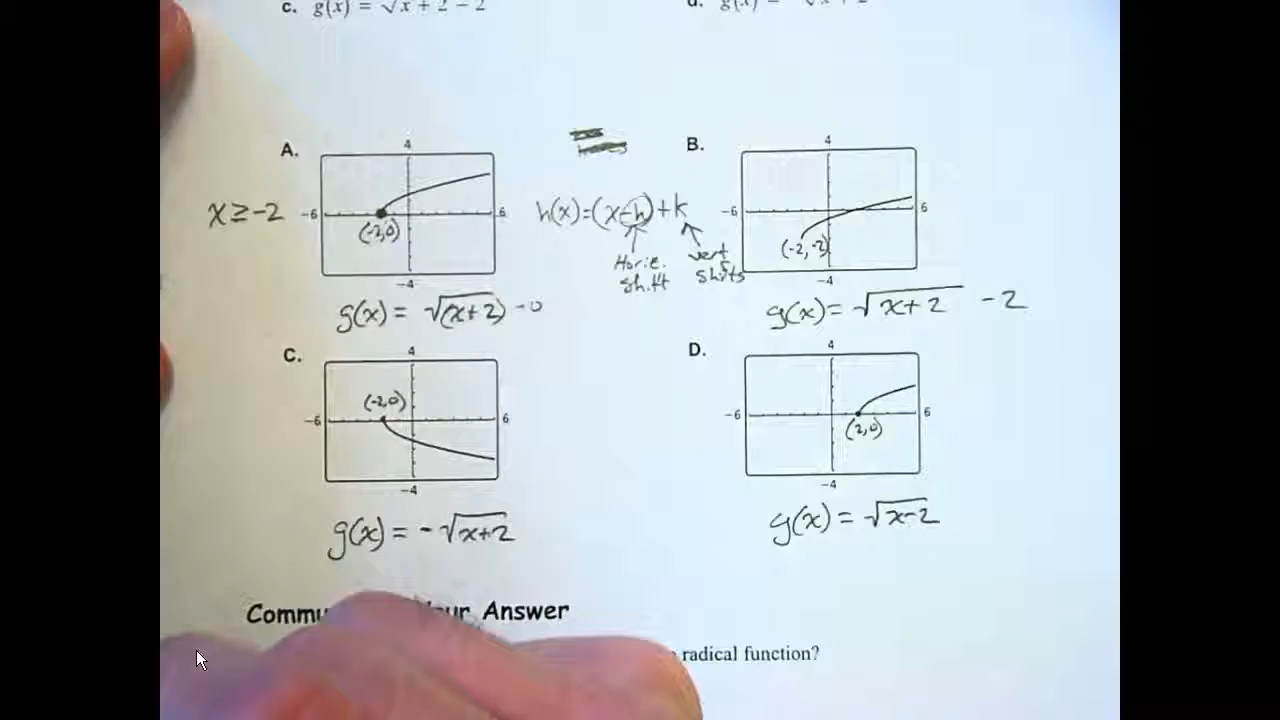 c. g(x) = √x + 2 − 2
d. g(x) =
A.
4
x ≥ -2
-6
6
(-2,0)
-4
g(x) = √(x+2) - 0
h(x)=(x-h)+k
Horiz. shift
vert shifts
B.
4
-6
6
(-2,-2)
-4
g(x) = √x+2 - 2
C.
4
(-2,0)
-6
6
-4
g(x) = -√x+2
D.
4
-6
6
(2,0)
-4
g(x) = √x-2
Answer
radical function?